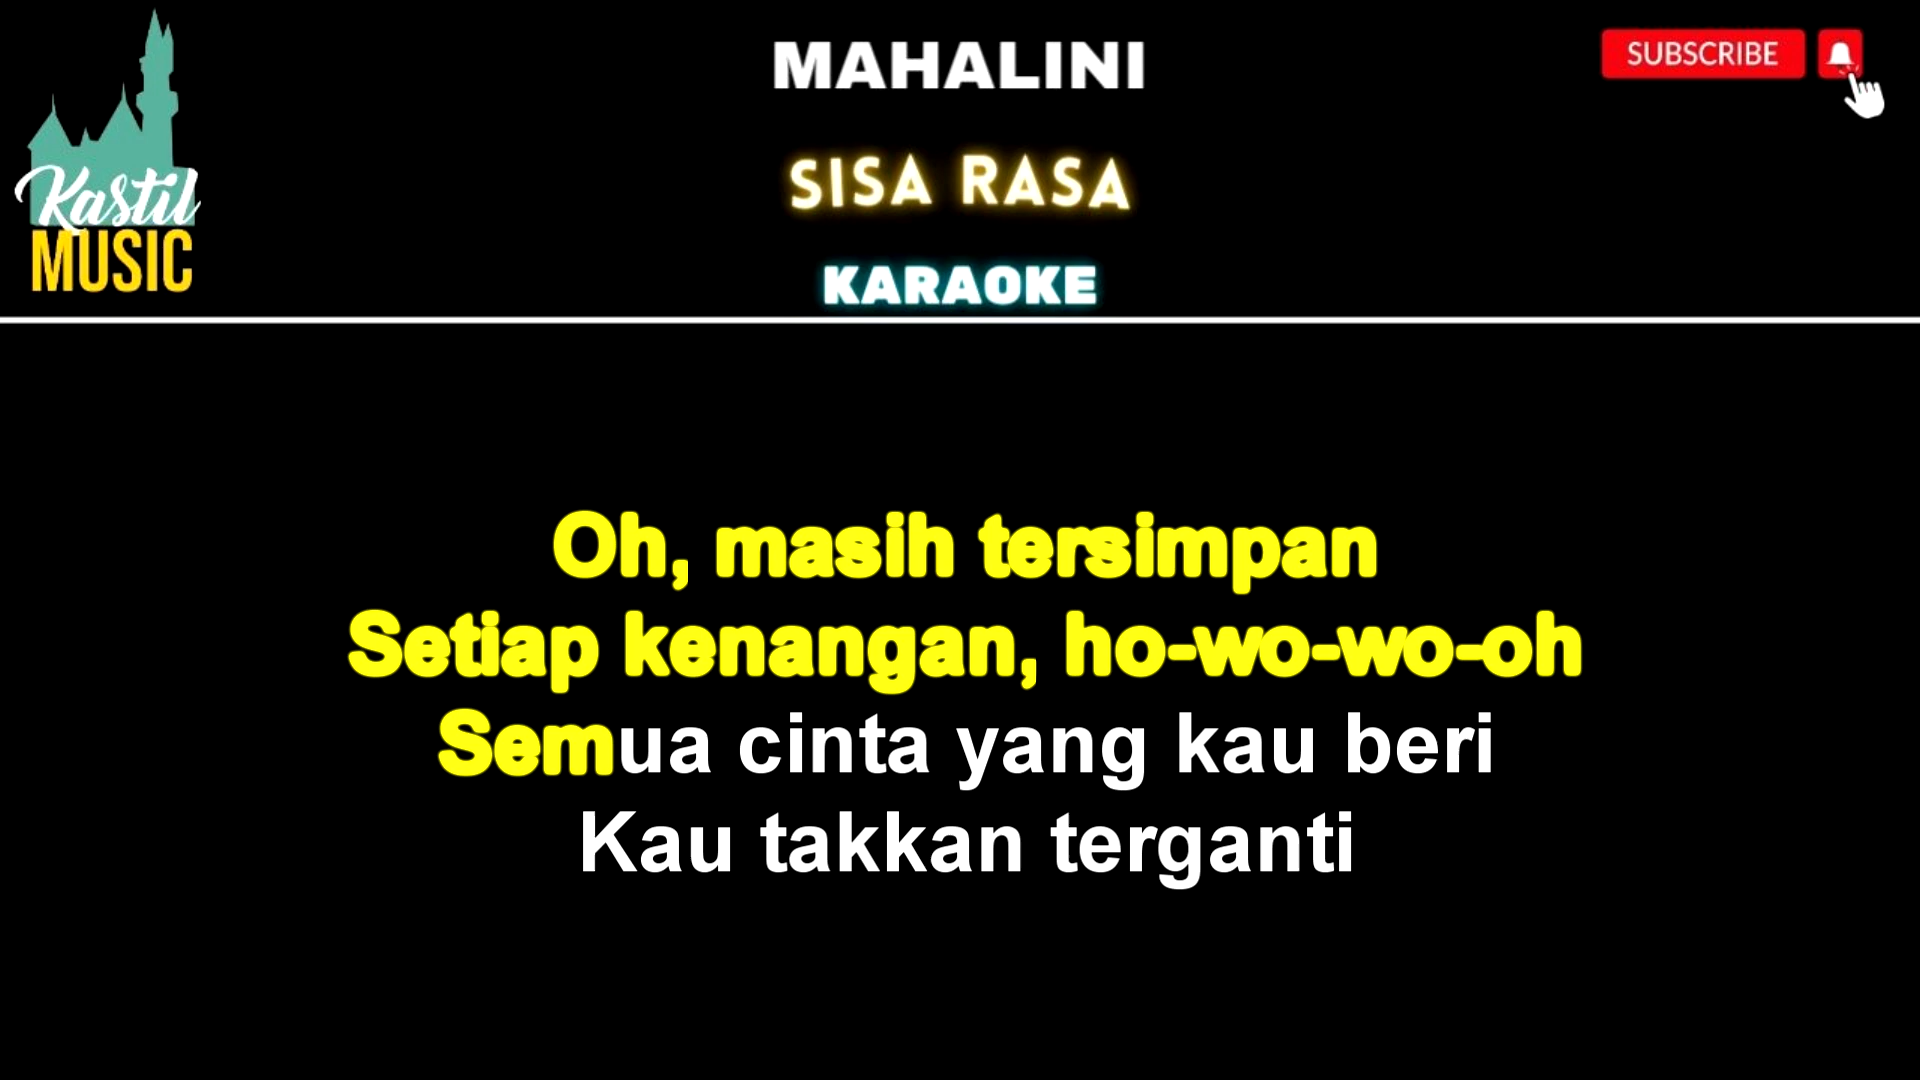 MAHALINI
SUBSCRIBE
SISA RASA
Kastil
MUSIC
KARAOKE
Oh, masih tersimpan
Setiap kenangan, ho-wo-wo-oh
Semua cinta yang kau beri
Kau takkan terganti